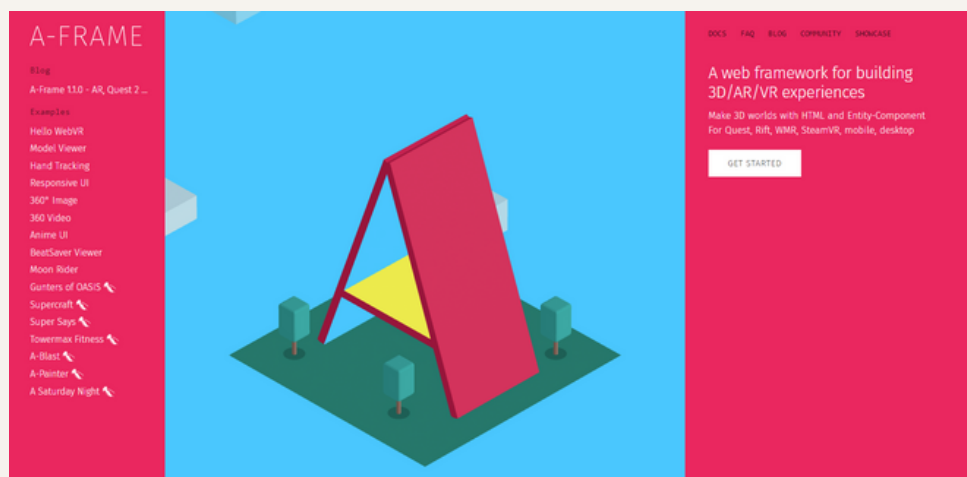 A-FRAME
Blog
A-Frame 1.1.0 - AR, Quest 2 ...
Examples
Hello WebVR
Model Viewer
Hand Tracking
Responsive UI
360° Image
360 Video
Anime UI
BeatSaver Viewer
Moon Rider
Gunters of OASIS
Supercraft
Super Says
Towermax Fitness
A-Blast
A-Painter
A Saturday Night
DOCS FAQ BLOG COMMUNITY SHOWCASE
A web framework for building
3D/AR/VR experiences
Make 3D worlds with HTML and Entity-Component
For Quest, Rift, WMR, SteamVR, mobile, desktop
GET STARTED